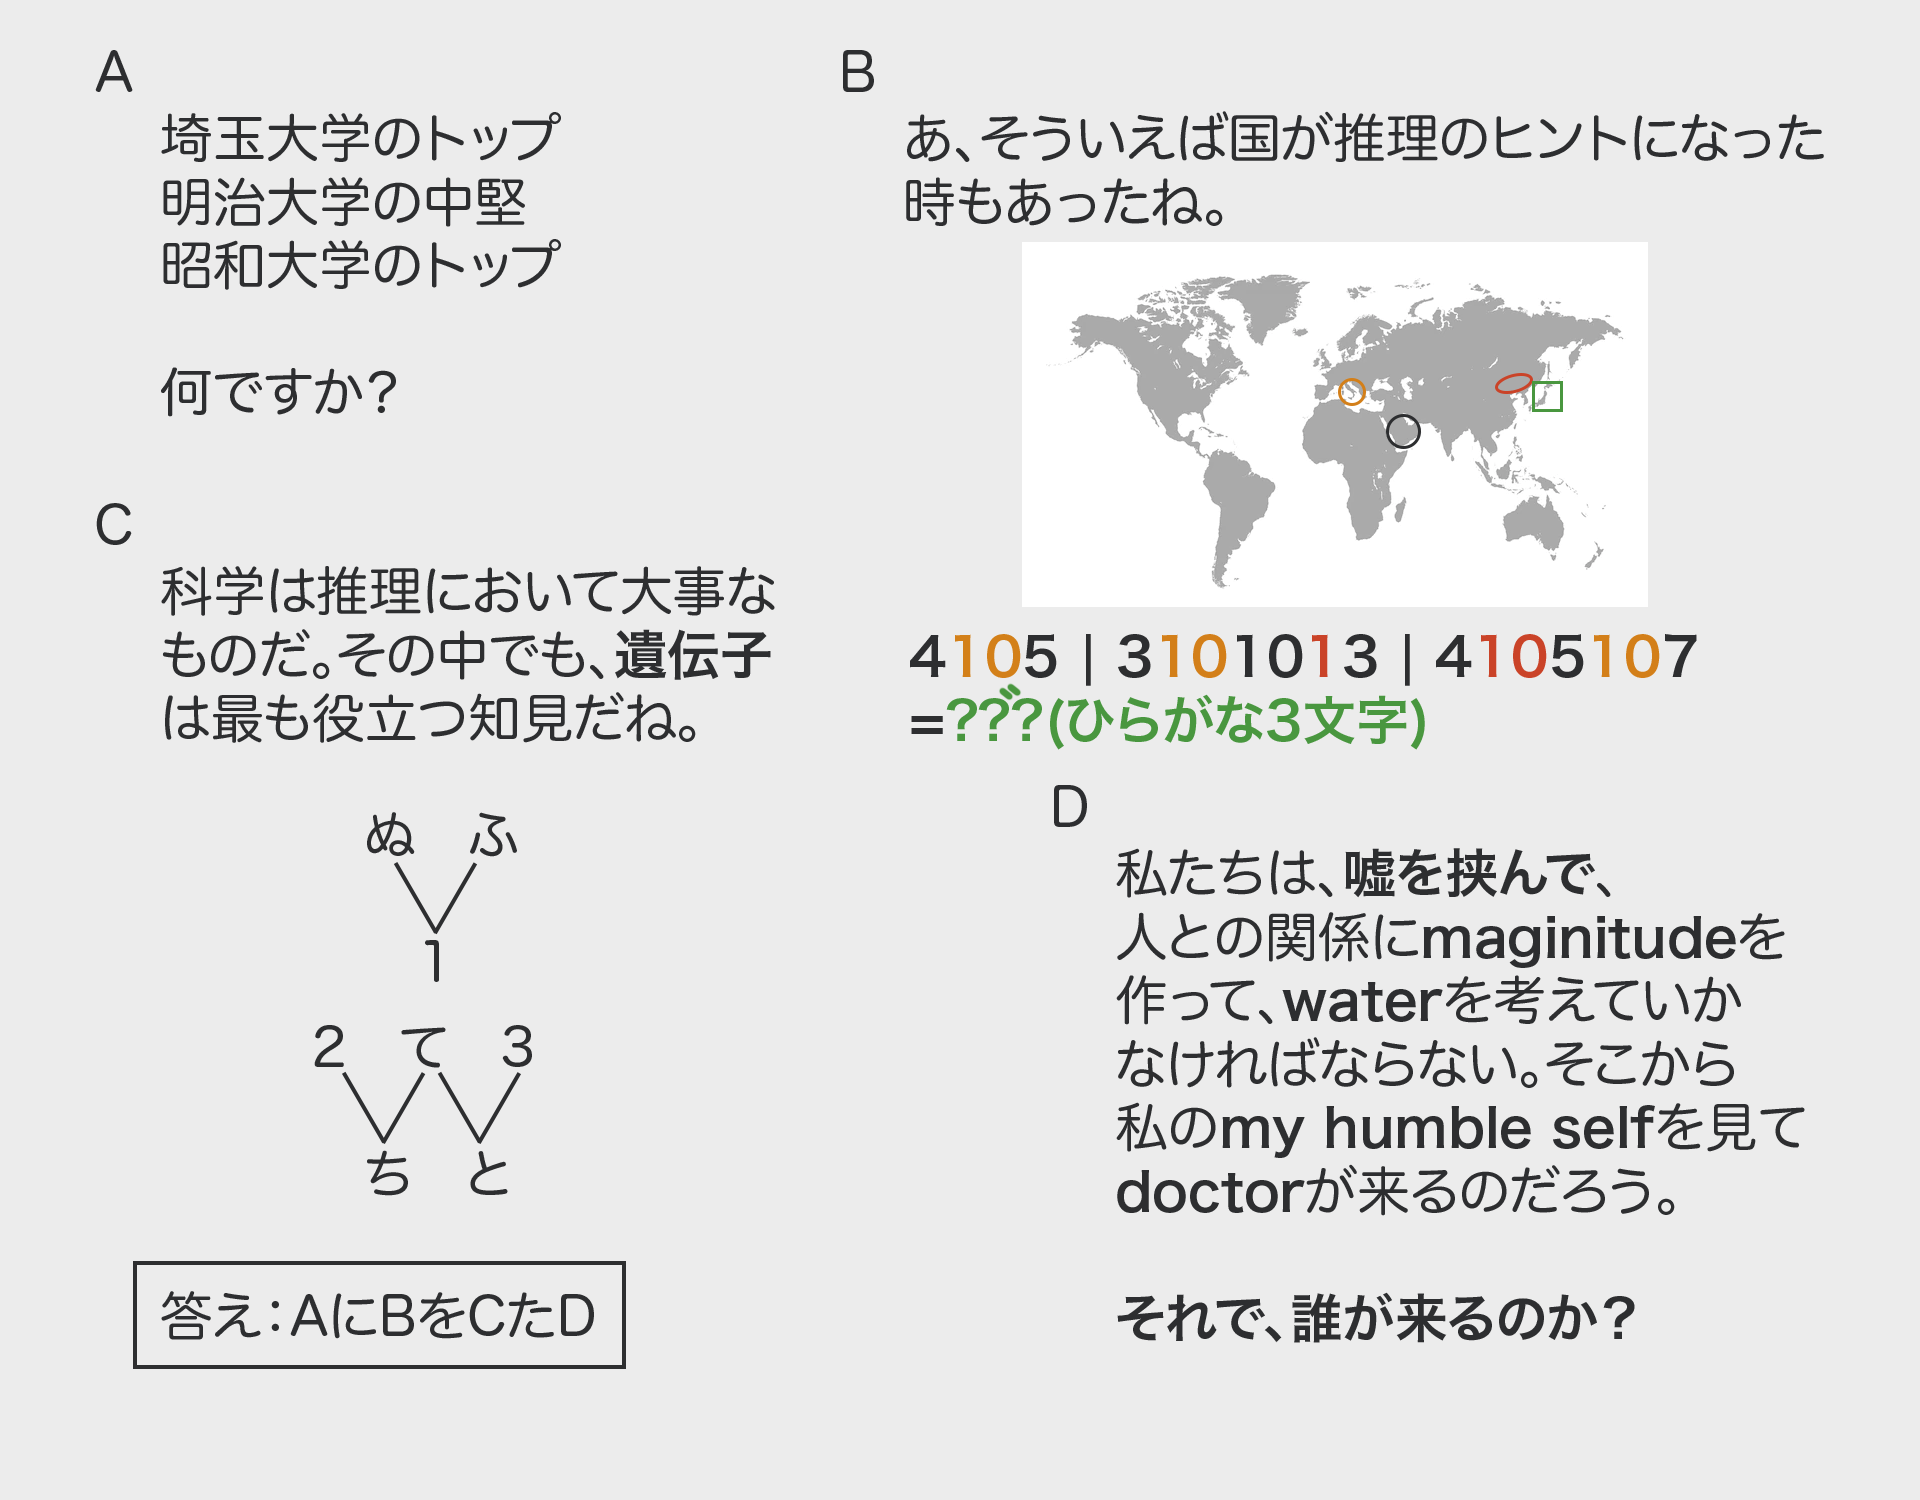 A
埼玉大学のトップ
明治大学の中堅
昭和大学のトップ
何ですか？
B
あ、そういえば国が推理のヒントになった
時もあったね。
4105 | 3101013 | 4105107
=??゛?(ひらがな3文字)
C
科学は推理において大事な
ものだ。その中でも、遺伝子
は最も役立つ知見だね。
ぬ ふ
1
2 て 3
ち と
D
私たちは、嘘を挟んで、
人との関係にmaginitudeを
作って、waterを考えていか
なければならない。そこから
私のmy humble selfを見て
doctorが来るのだろう。
それで、誰が来るのか？
答え：AにBをCたD